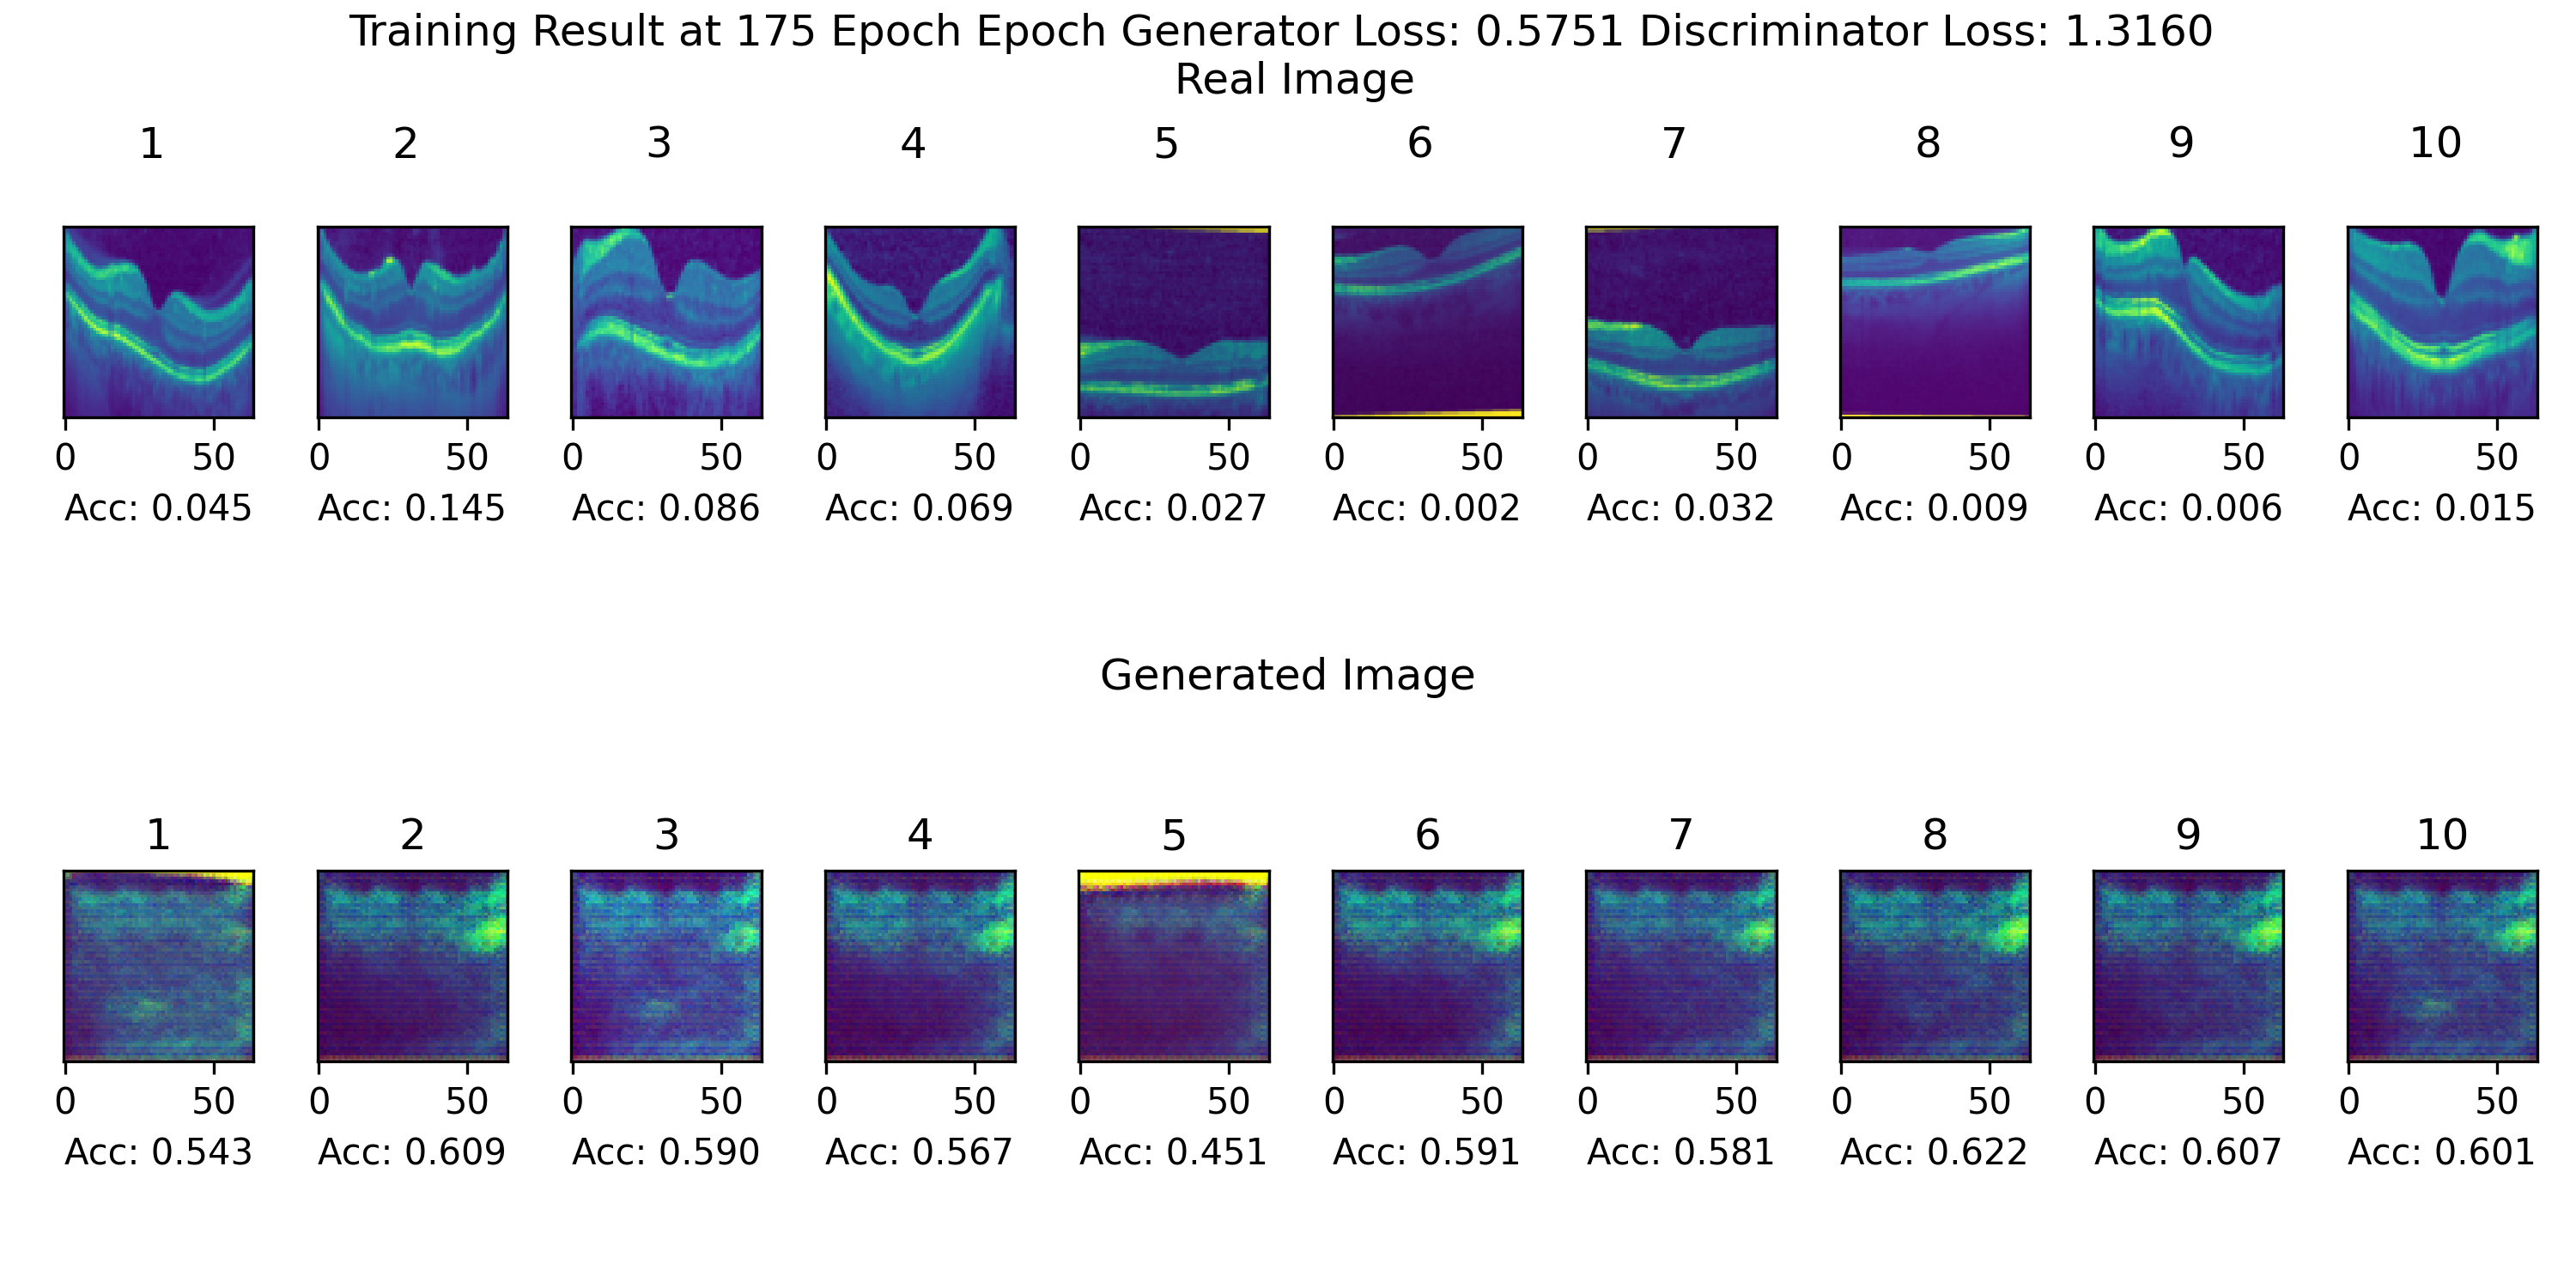 Training Result at 175 Epoch Epoch Generator Loss: 0.5751 Discriminator Loss: 1.3160
Real Image
1 2 3 4 5 6 7 8 9 10
0 50 0 50 0 50 0 50 0 50 0 50 0 50 0 50 0 50 0 50
Acc: 0.045 Acc: 0.145 Acc: 0.086 Acc: 0.069 Acc: 0.027 Acc: 0.002 Acc: 0.032 Acc: 0.009 Acc: 0.006 Acc: 0.015
Generated Image
1 2 3 4 5 6 7 8 9 10
0 50 0 50 0 50 0 50 0 50 0 50 0 50 0 50 0 50 0 50
Acc: 0.543 Acc: 0.609 Acc: 0.590 Acc: 0.567 Acc: 0.451 Acc: 0.591 Acc: 0.581 Acc: 0.622 Acc: 0.607 Acc: 0.601